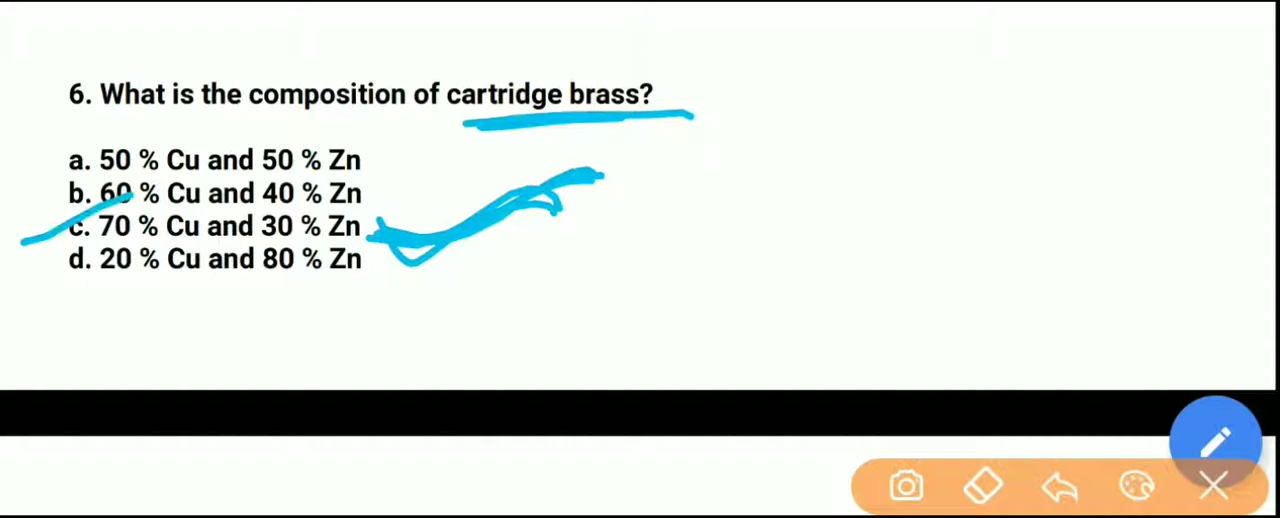 6. What is the composition of cartridge brass?
a. 50 % Cu and 50 % Zn
b. 60 % Cu and 40 % Zn
c. 70 % Cu and 30 % Zn
d. 20 % Cu and 80 % Zn